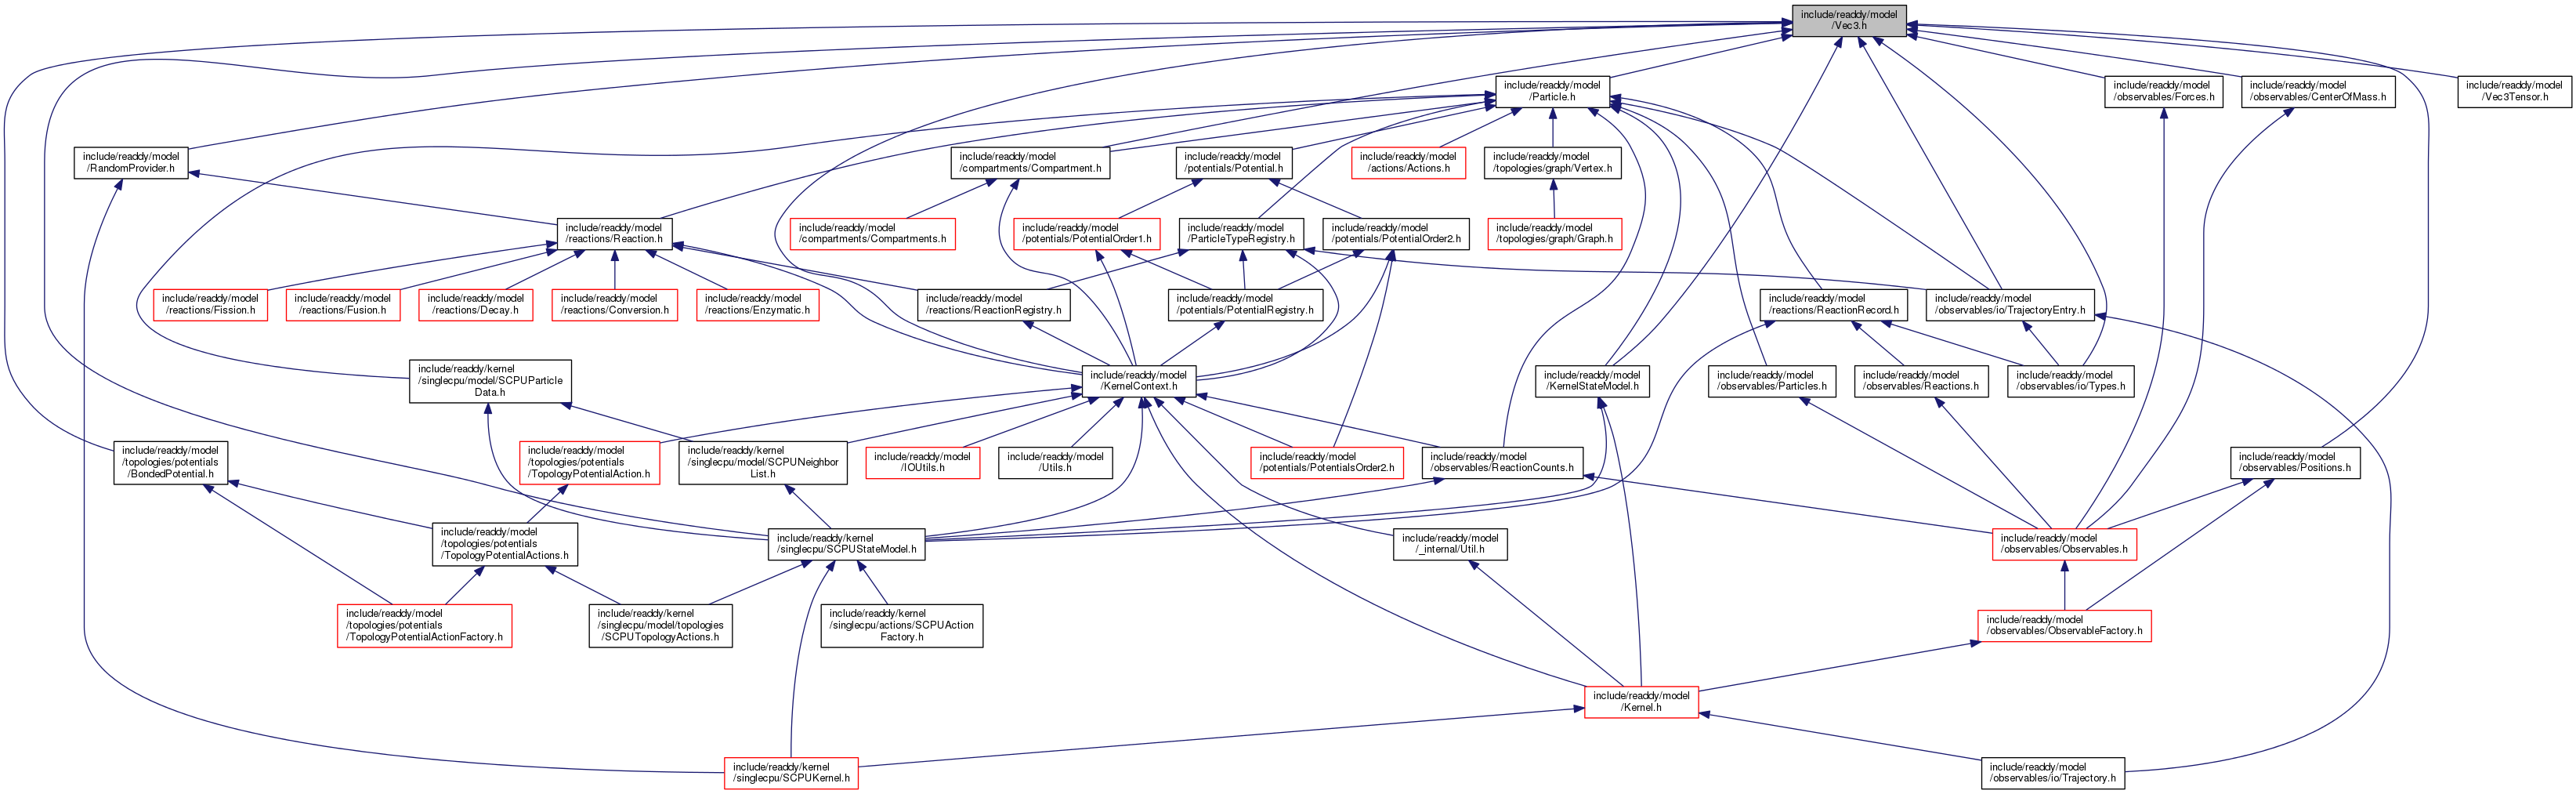 include/readdy/model
/Vec3.h
include/readdy/model
/Particle.h
include/readdy/model
/observables/Forces.h
include/readdy/model
/observables/CenterOfMass.h
include/readdy/model
/Vec3Tensor.h
include/readdy/model
/RandomProvider.h
include/readdy/model
/compartments/Compartment.h
include/readdy/model
/potentials/Potential.h
include/readdy/model
/actions/Actions.h
include/readdy/model
/topologies/graph/Vertex.h
include/readdy/model
/reactions/Reaction.h
include/readdy/model
/compartments/Compartments.h
include/readdy/model
/potentials/PotentialOrder1.h
include/readdy/model
/ParticleTypeRegistry.h
include/readdy/model
/potentials/PotentialOrder2.h
include/readdy/model
/topologies/graph/Graph.h
include/readdy/model
/reactions/Fission.h
include/readdy/model
/reactions/Fusion.h
include/readdy/model
/reactions/Decay.h
include/readdy/model
/reactions/Conversion.h
include/readdy/model
/reactions/Enzymatic.h
include/readdy/model
/reactions/ReactionRegistry.h
include/readdy/model
/potentials/PotentialRegistry.h
include/readdy/model
/reactions/ReactionRecord.h
include/readdy/model
/observables/io/TrajectoryEntry.h
include/readdy/kernel
/singlecpu/model/SCPUParticle
Data.h
include/readdy/model
/KernelContext.h
include/readdy/model
/KernelStateModel.h
include/readdy/model
/observables/Particles.h
include/readdy/model
/observables/Reactions.h
include/readdy/model
/observables/io/Types.h
include/readdy/model
/topologies/potentials
/BondedPotential.h
include/readdy/model
/topologies/potentials
/TopologyPotentialAction.h
include/readdy/kernel
/singlecpu/model/SCPUNeighbor
List.h
include/readdy/model
/IOUtils.h
include/readdy/model
/Utils.h
include/readdy/model
/potentials/PotentialsOrder2.h
include/readdy/model
/observables/ReactionCounts.h
include/readdy/model
/observables/Positions.h
include/readdy/model
/topologies/potentials
/TopologyPotentialActions.h
include/readdy/kernel
/singlecpu/SCPUStateModel.h
include/readdy/model
/_internal/Util.h
include/readdy/model
/observables/Observables.h
include/readdy/model
/topologies/potentials
/TopologyPotentialActionFactory.h
include/readdy/kernel
/singlecpu/model/topologies
/SCPUTopologyActions.h
include/readdy/kernel
/singlecpu/actions/SCPUAction
Factory.h
include/readdy/model
/observables/ObservableFactory.h
include/readdy/model
/Kernel.h
include/readdy/kernel
/singlecpu/SCPUKernel.h
include/readdy/model
/observables/io/Trajectory.h